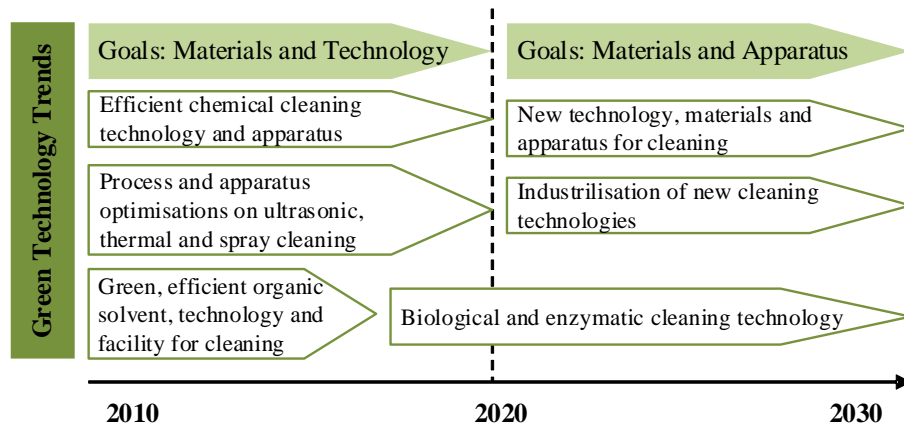 Green Technology Trends
Goals: Materials and Technology
Goals: Materials and Apparatus
Efficient chemical cleaning
technology and apparatus
New technology, materials and
apparatus for cleaning
Process and apparatus
optimisations on ultrasonic,
thermal and spray cleaning
Industrilisation of new cleaning
technologies
Green, efficient organic
solvent, technology and
facility for cleaning
Biological and enzymatic cleaning technology
2010
2020
2030